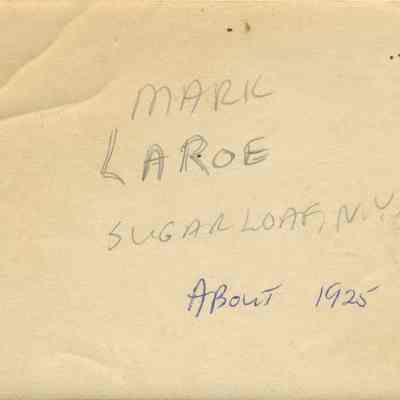 MARK
LAROE
SUGAR LOAF, N.Y.
ABOUT 1925